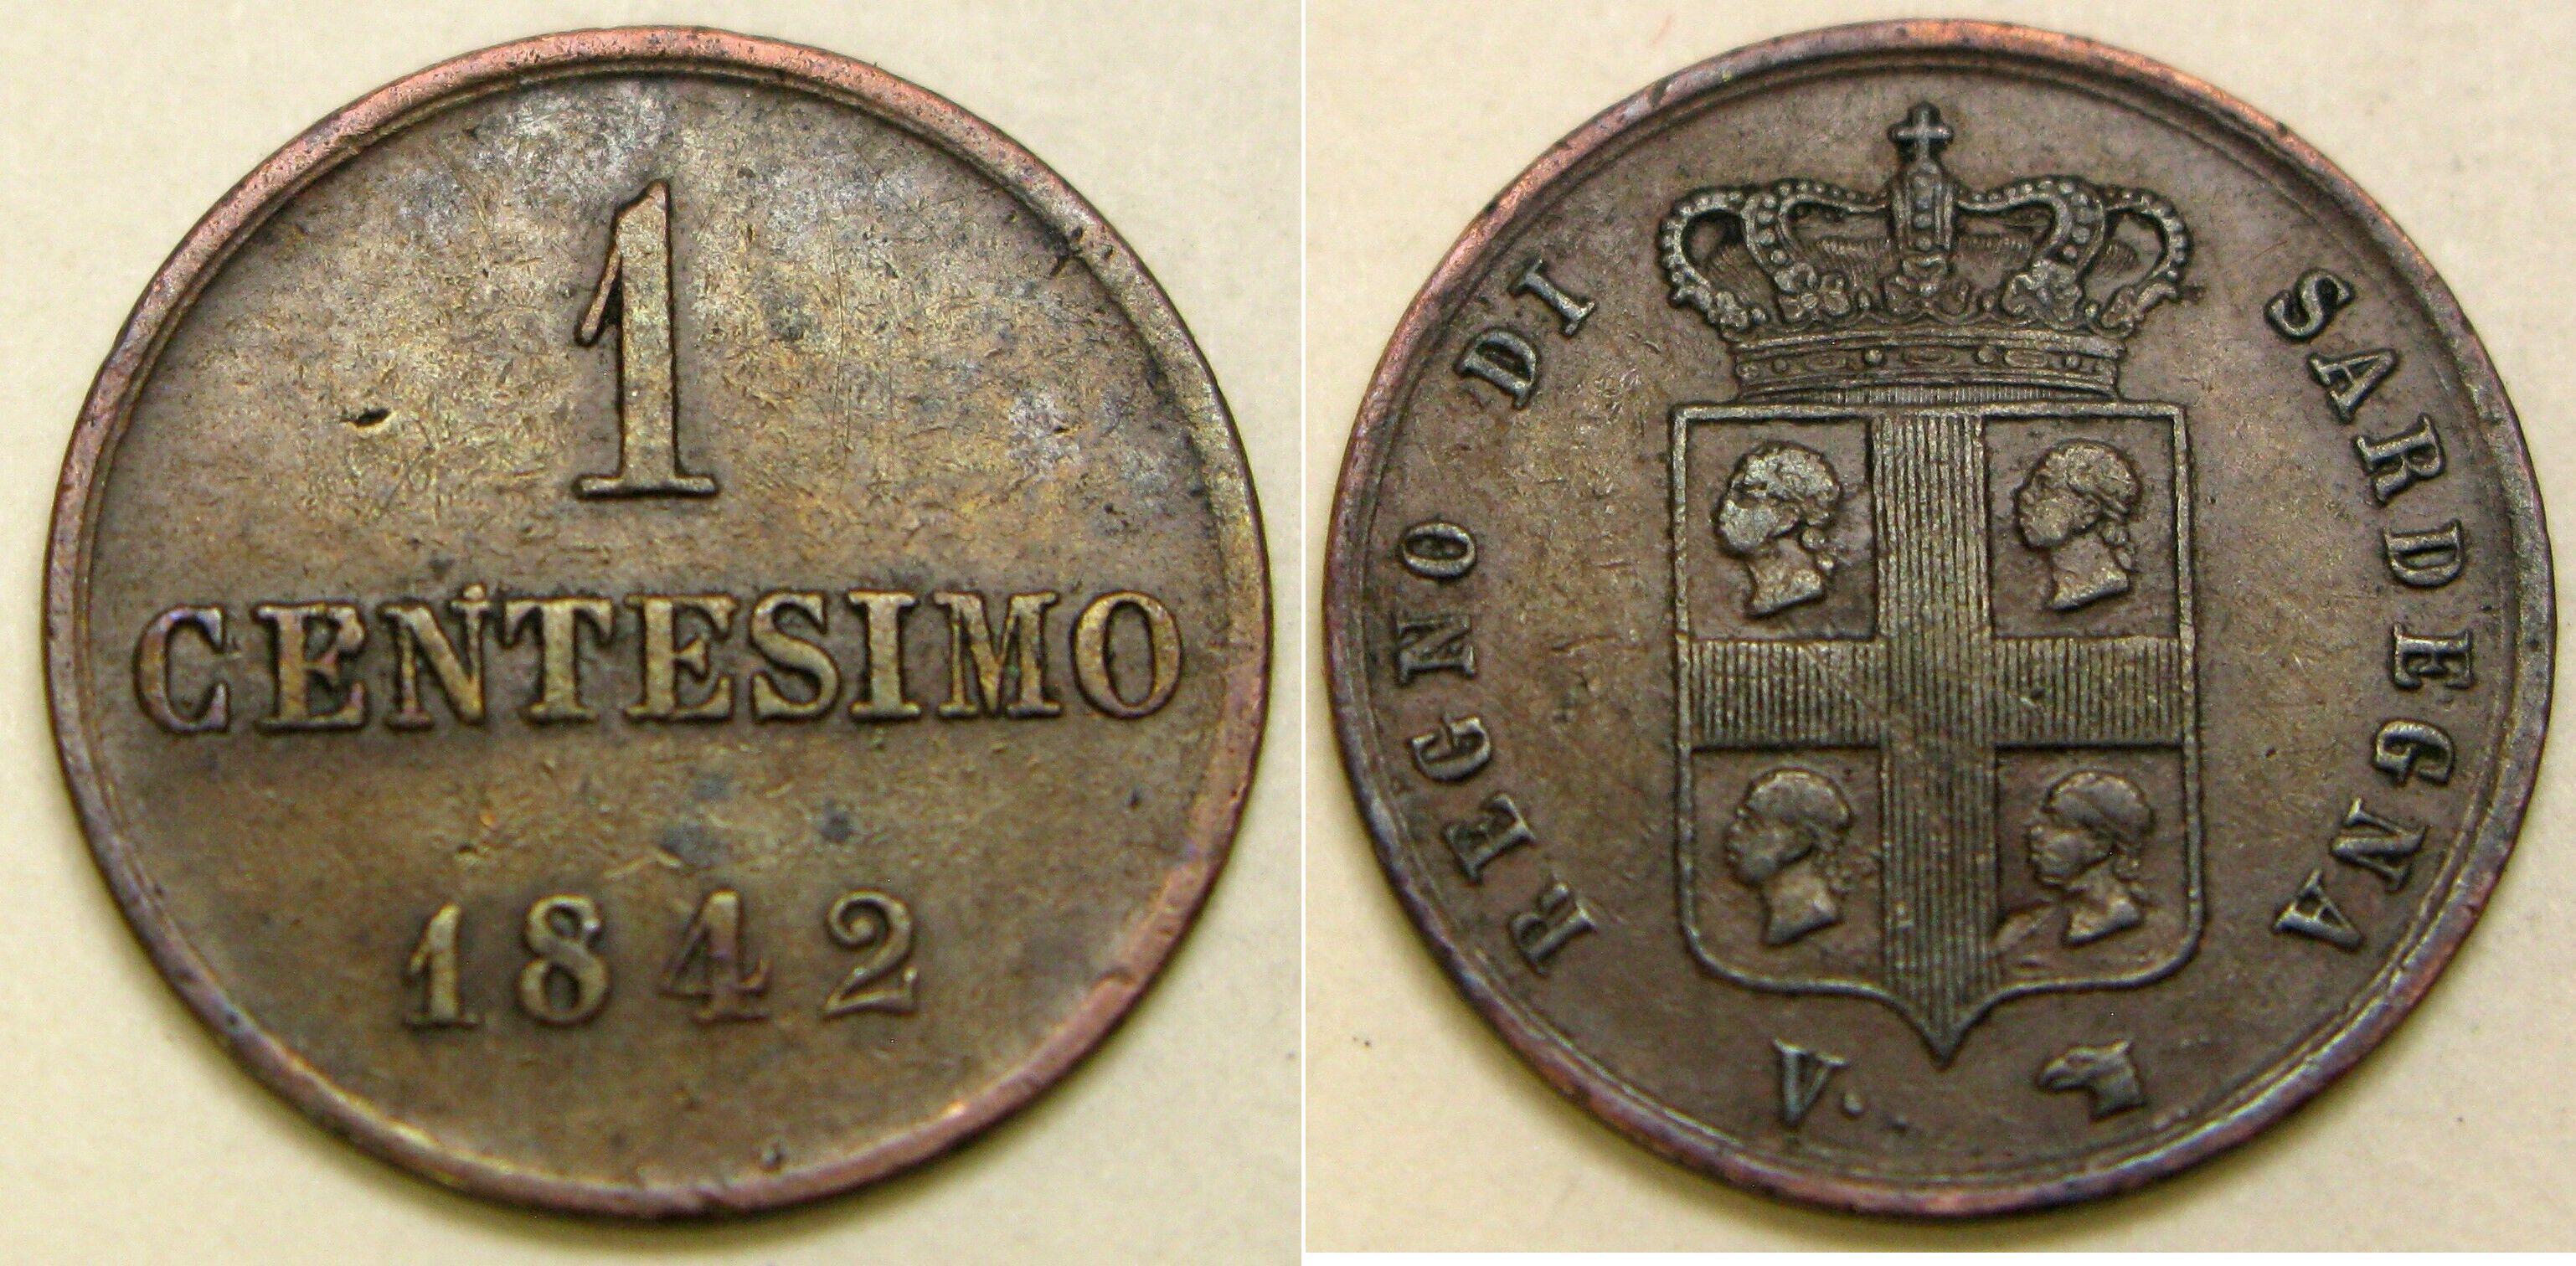 1
CENTESIMO
1842
REGNO DI SARDEGNA
V.